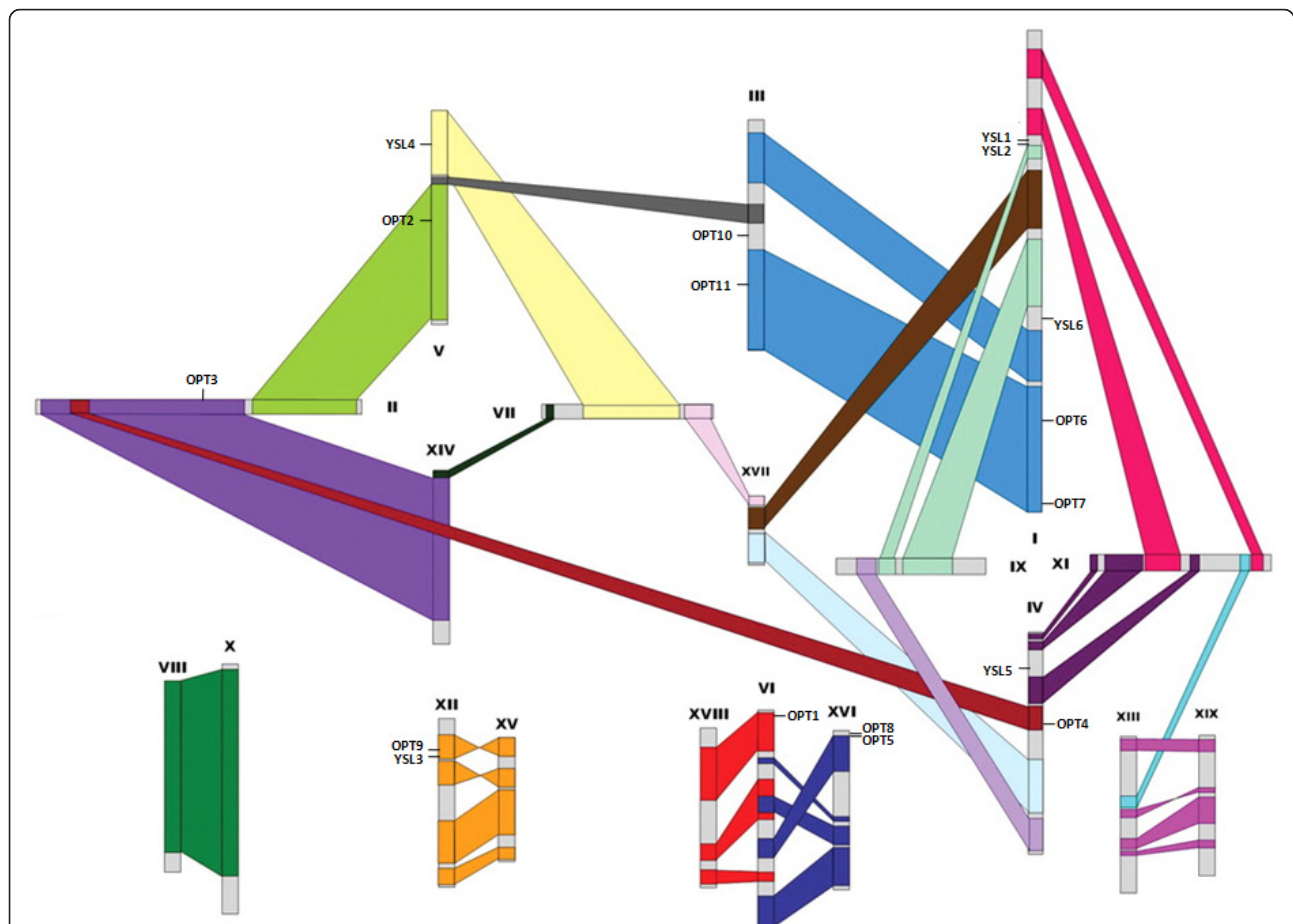 III
YSL4
YSL1
YSL2
OPT2
OPT10
OPT11
YSL6
V
OPT3
II
VII
OPT6
XIV
XVII
OPT7
I
IX
XI
IV
VIII
X
YSL5
XII
XV
XVIII
VI
XVI
OPT1
OPT8
OPT5
OPT4
XIII
XIX
OPT9
YSL3